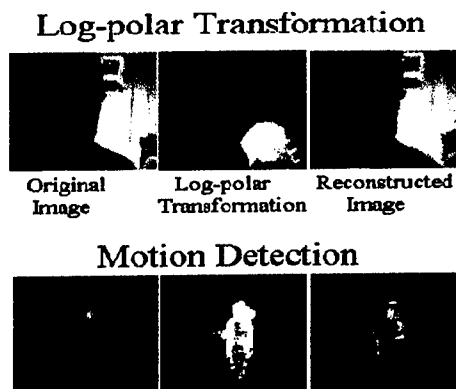 Log-polar Transformation
Original Image
Log-polar Transformation
Reconstructed Image
Motion Detection